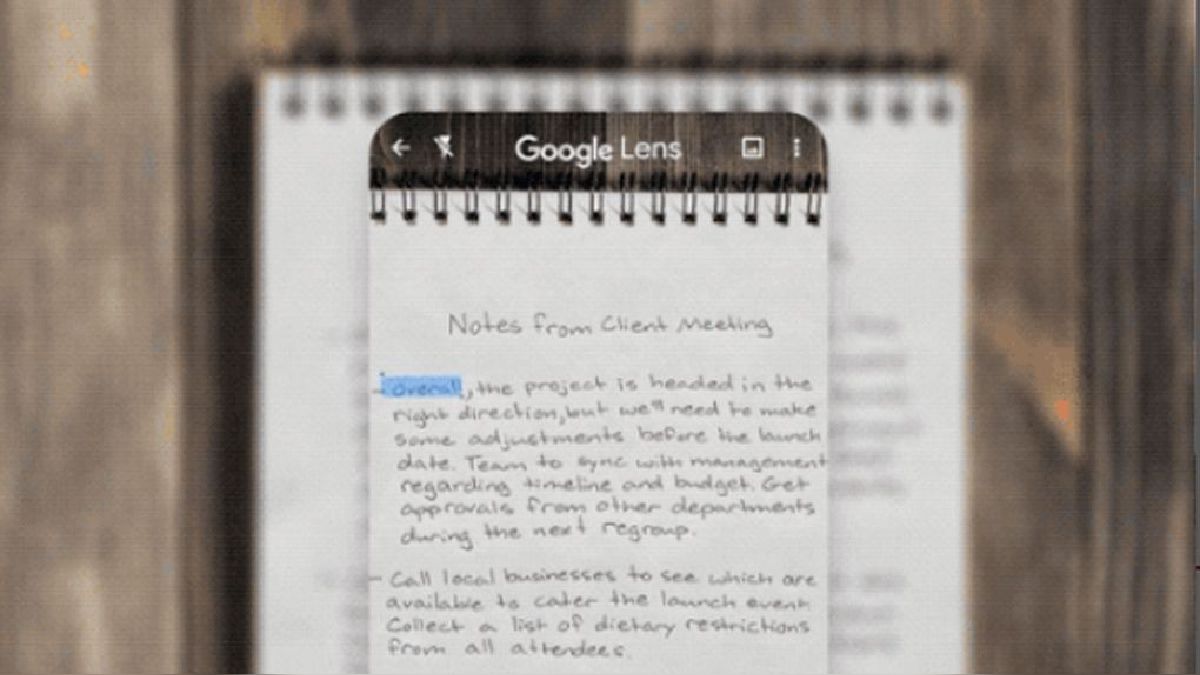 Google Lens
Notes from Client Meeting
- Overall, the project is headed in the
right direction, but we'll need to make
some adjustments before the launch
date. Team to sync with management
regarding timeline and budget. Get
approvals from other departments
during the next regroup.
- Call local businesses to see which are
available to cater the launch event.
Collect a list of dietary restrictions
from all attendees.